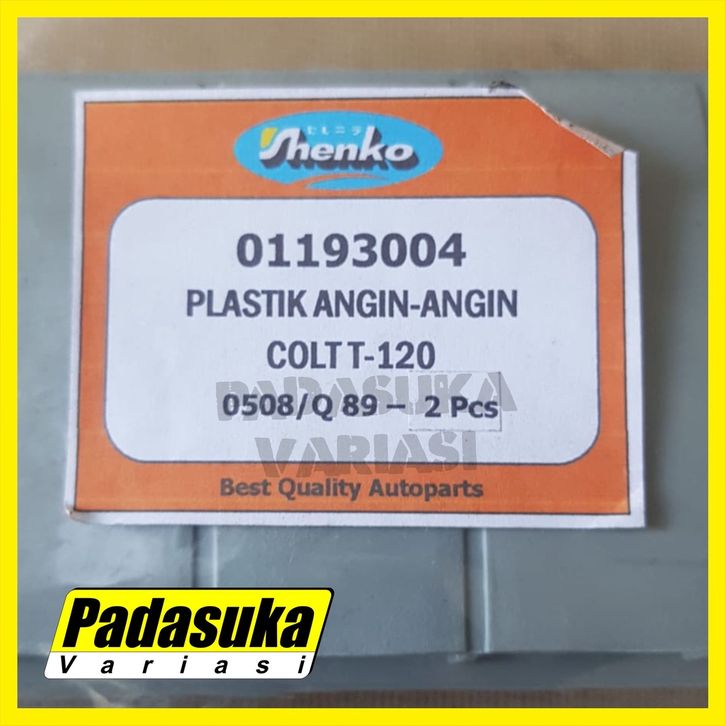 Shenko
01193004
PLASTIK ANGIN-ANGIN
COLT T-120
0508/Q 89 – 2 Pcs
PADASUKA
VARIASI
Best Quality Autoparts
Padasuka
Variasi